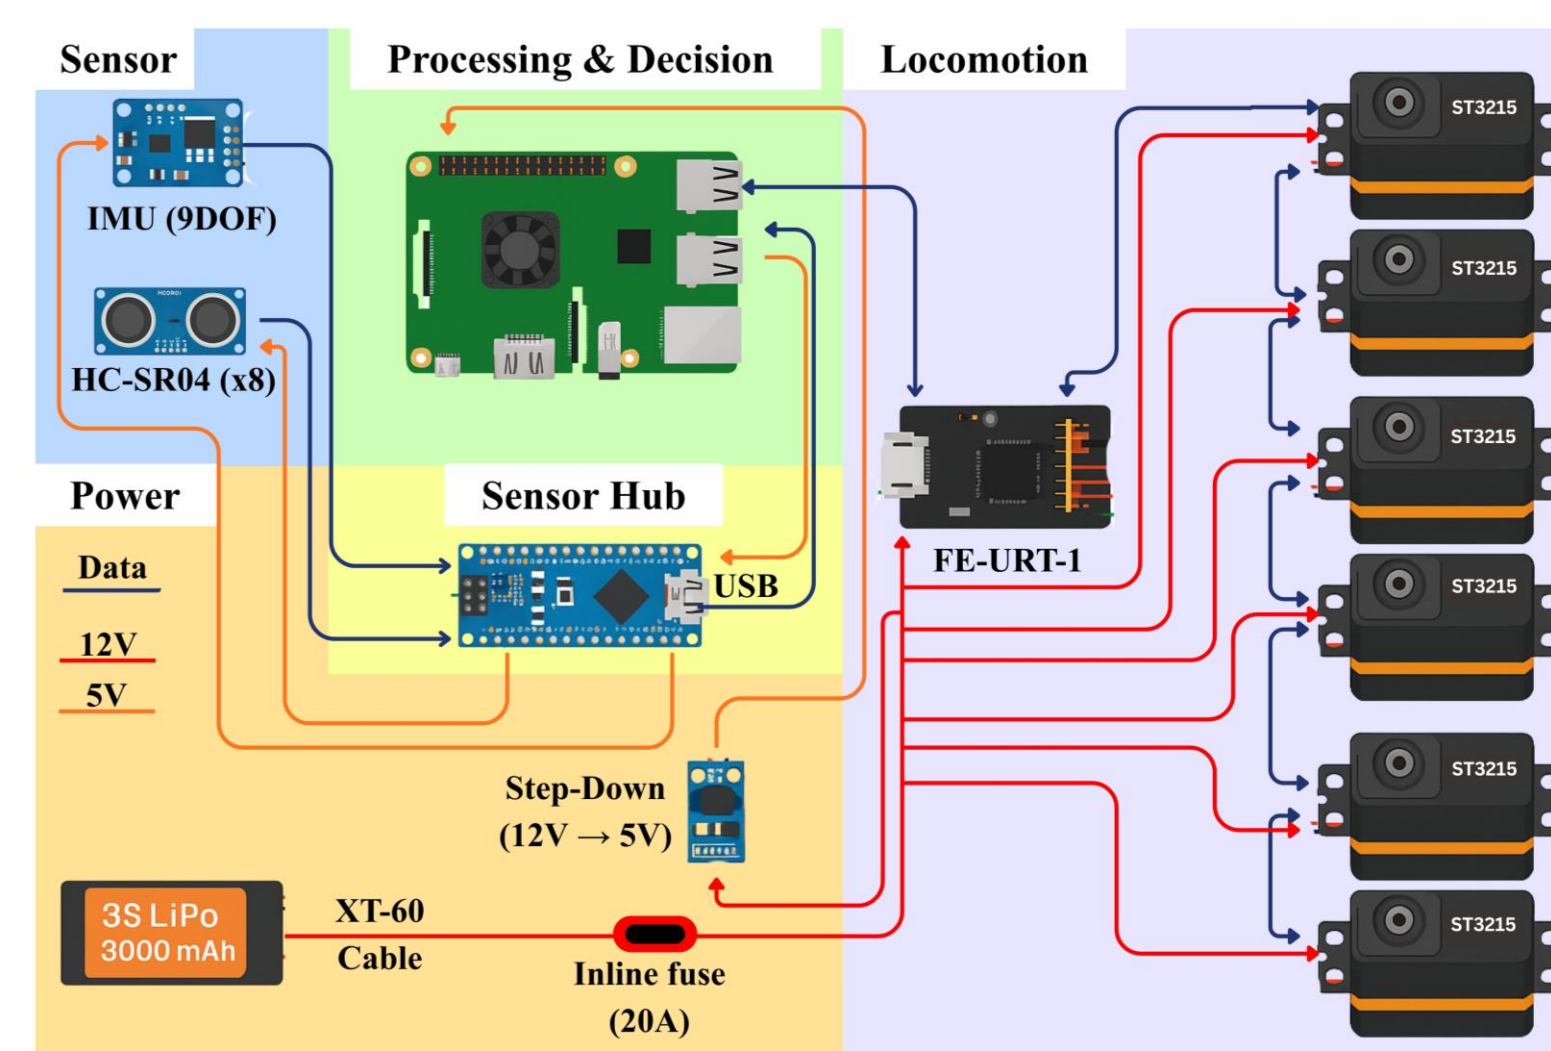 Sensor
Processing & Decision
Locomotion
IMU (9DOF)
HC-SR04 (x8)
Power
Sensor Hub
Data
12V
5V
USB
FE-URT-1
Step-Down
(12V → 5V)
3S LiPo
3000 mAh
XT-60
Cable
Inline fuse
(20A)
ST3215
ST3215
ST3215
ST3215
ST3215
ST3215